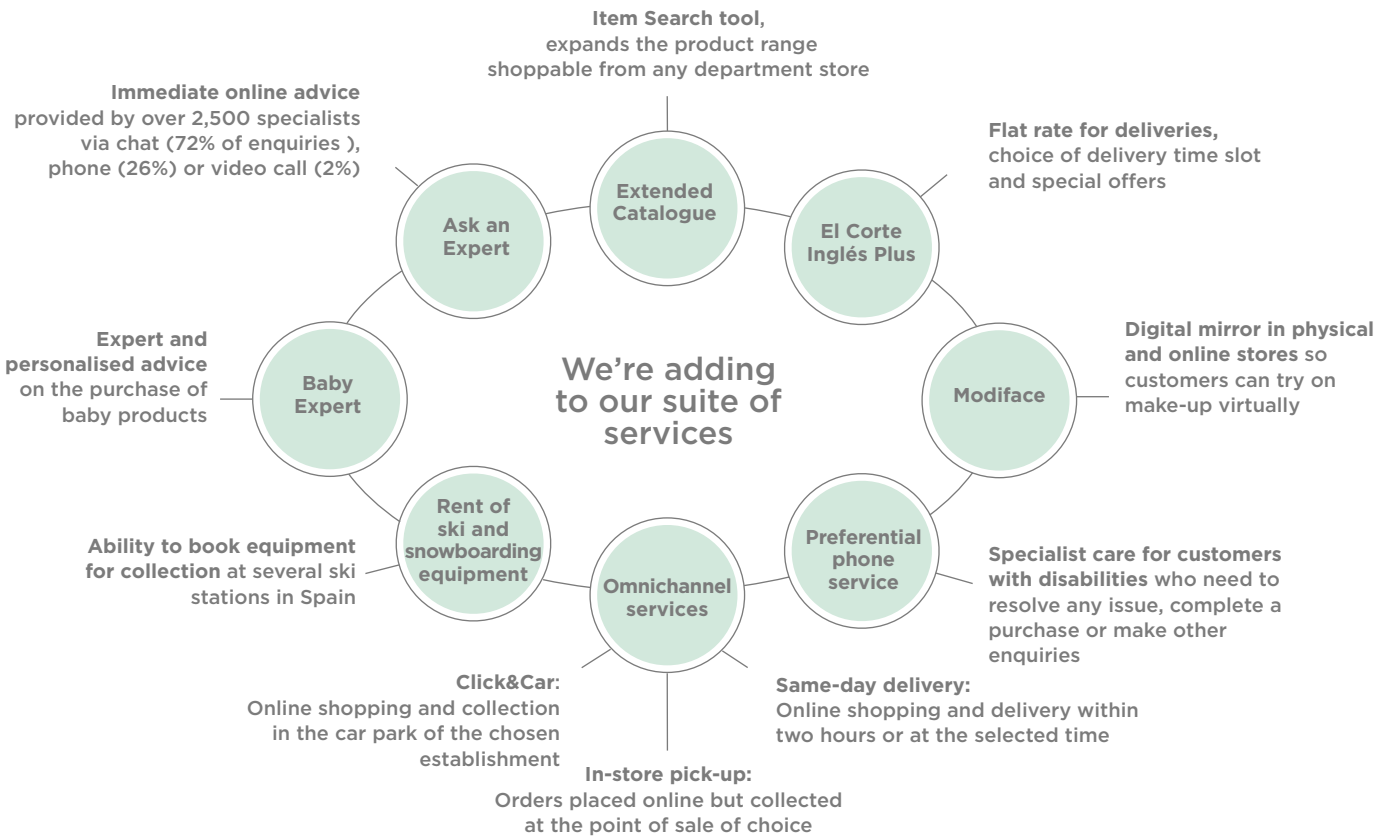 Item Search tool,
expands the product range
shoppable from any department store
Immediate online advice
provided by over 2,500 specialists
via chat (72% of enquiries ),
phone (26%) or video call (2%)
Flat rate for deliveries,
choice of delivery time slot
and special offers
Extended
Catalogue
Ask an
Expert
El Corte
Inglés Plus
Expert and
personalised advice
on the purchase of
baby products
Baby
Expert
We're adding
to our suite of
services
Modiface
Digital mirror in physical
and online stores so
customers can try on
make-up virtually
Rent of
ski and
snowboarding
equipment
Ability to book equipment
for collection at several ski
stations in Spain
Omnichannel
services
Preferential
phone
service
Specialist care for customers
with disabilities who need to
resolve any issue, complete a
purchase or make other
enquiries
Click&Car:
Online shopping and collection
in the car park of the chosen
establishment
Same-day delivery:
Online shopping and delivery within
two hours or at the selected time
In-store pick-up:
Orders placed online but collected
at the point of sale of choice